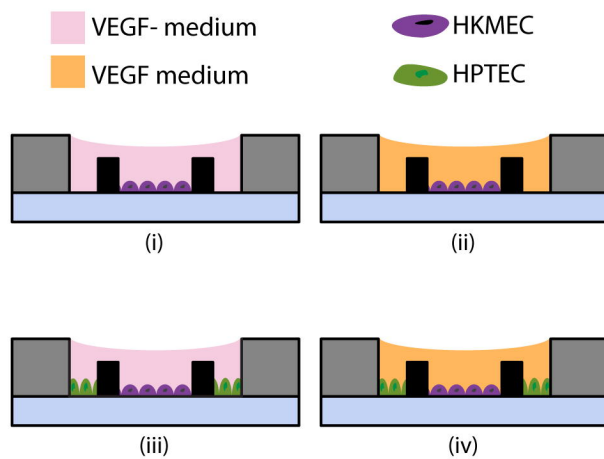 VEGF- medium
HKMEC
VEGF medium
HPTEC
(i)
(ii)
(iii)
(iv)